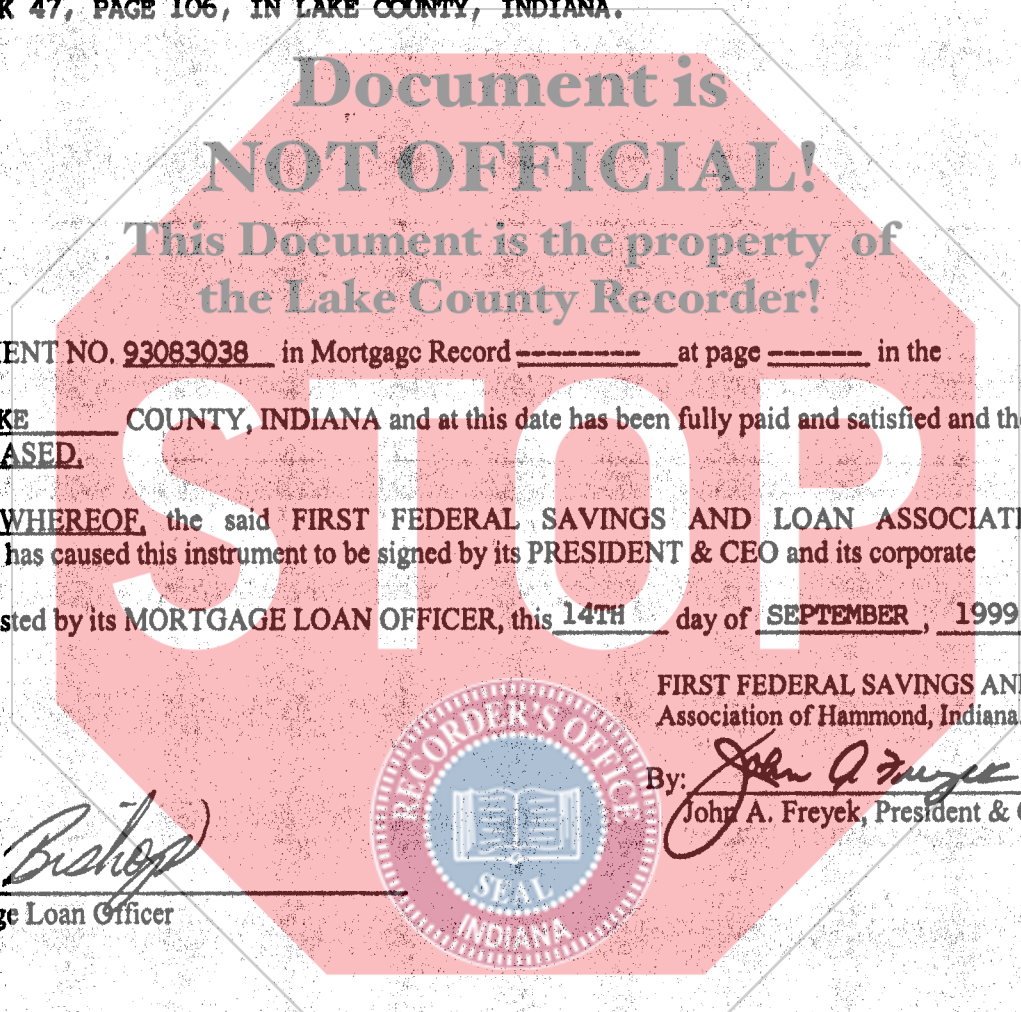 K 47, PAGE 106, IN LAKE COUNTY, INDIANA.
Document is
NOT OFFICIAL!
This Document is the property of
the Lake County Recorder!
ENT NO. 93083038 in Mortgage Record -------- at page ------ in the
KE COUNTY, INDIANA and at this date has been fully paid and satisfied and the
ASED.
STOP
WHEREOF, the said FIRST FEDERAL SAVINGS AND LOAN ASSOCIATI
has caused this instrument to be signed by its PRESIDENT & CEO and its corporate
sted by its MORTGAGE LOAN OFFICER, this 14TH day of SEPTEMBER, 1999
FIRST FEDERAL SAVINGS AN
Association of Hammond, Indiana
By: John A Freyek
John A. Freyek, President & C
Bishop
ge Loan Officer
RECORDER'S OFFICE
SEAL
INDIANA